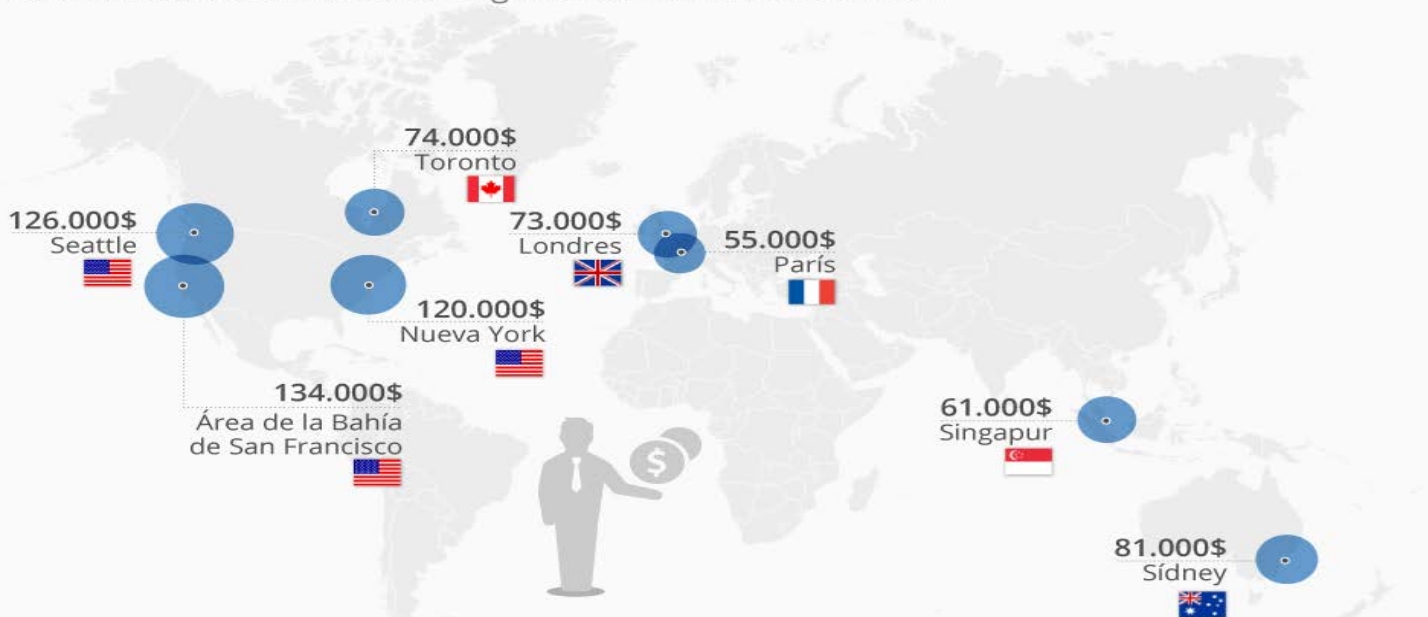 74.000$
Toronto
126.000$
Seattle
73.000$
Londres
55.000$
París
120.000$
Nueva York
134.000$
Área de la Bahía
de San Francisco
61.000$
Singapur
$
81.000$
Sídney